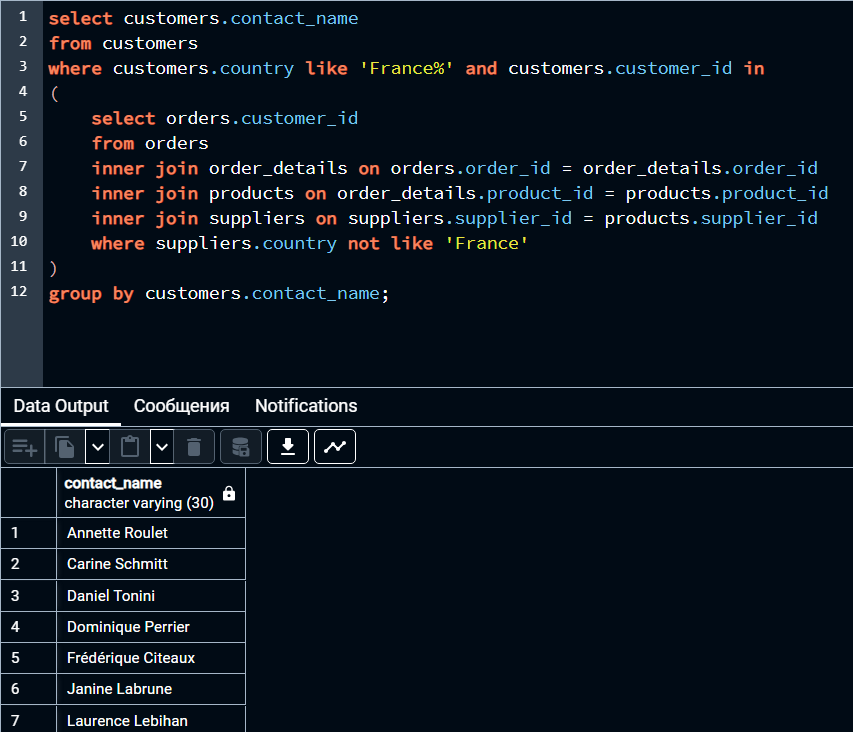 1 select customers.contact_name
2 from customers
3 where customers.country like 'France%' and customers.customer_id in
4 (
5 select orders.customer_id
6 from orders
7 inner join order_details on orders.order_id = order_details.order_id
8 inner join products on order_details.product_id = products.product_id
9 inner join suppliers on suppliers.supplier_id = products.supplier_id
10 where suppliers.country not like 'France'
11 )
12 group by customers.contact_name;
Data Output Сообщения Notifications
contact_name
character varying (30)
1 Annette Roulet
2 Carine Schmitt
3 Daniel Tonini
4 Dominique Perrier
5 Frédérique Citeaux
6 Janine Labrune
7 Laurence Lebihan